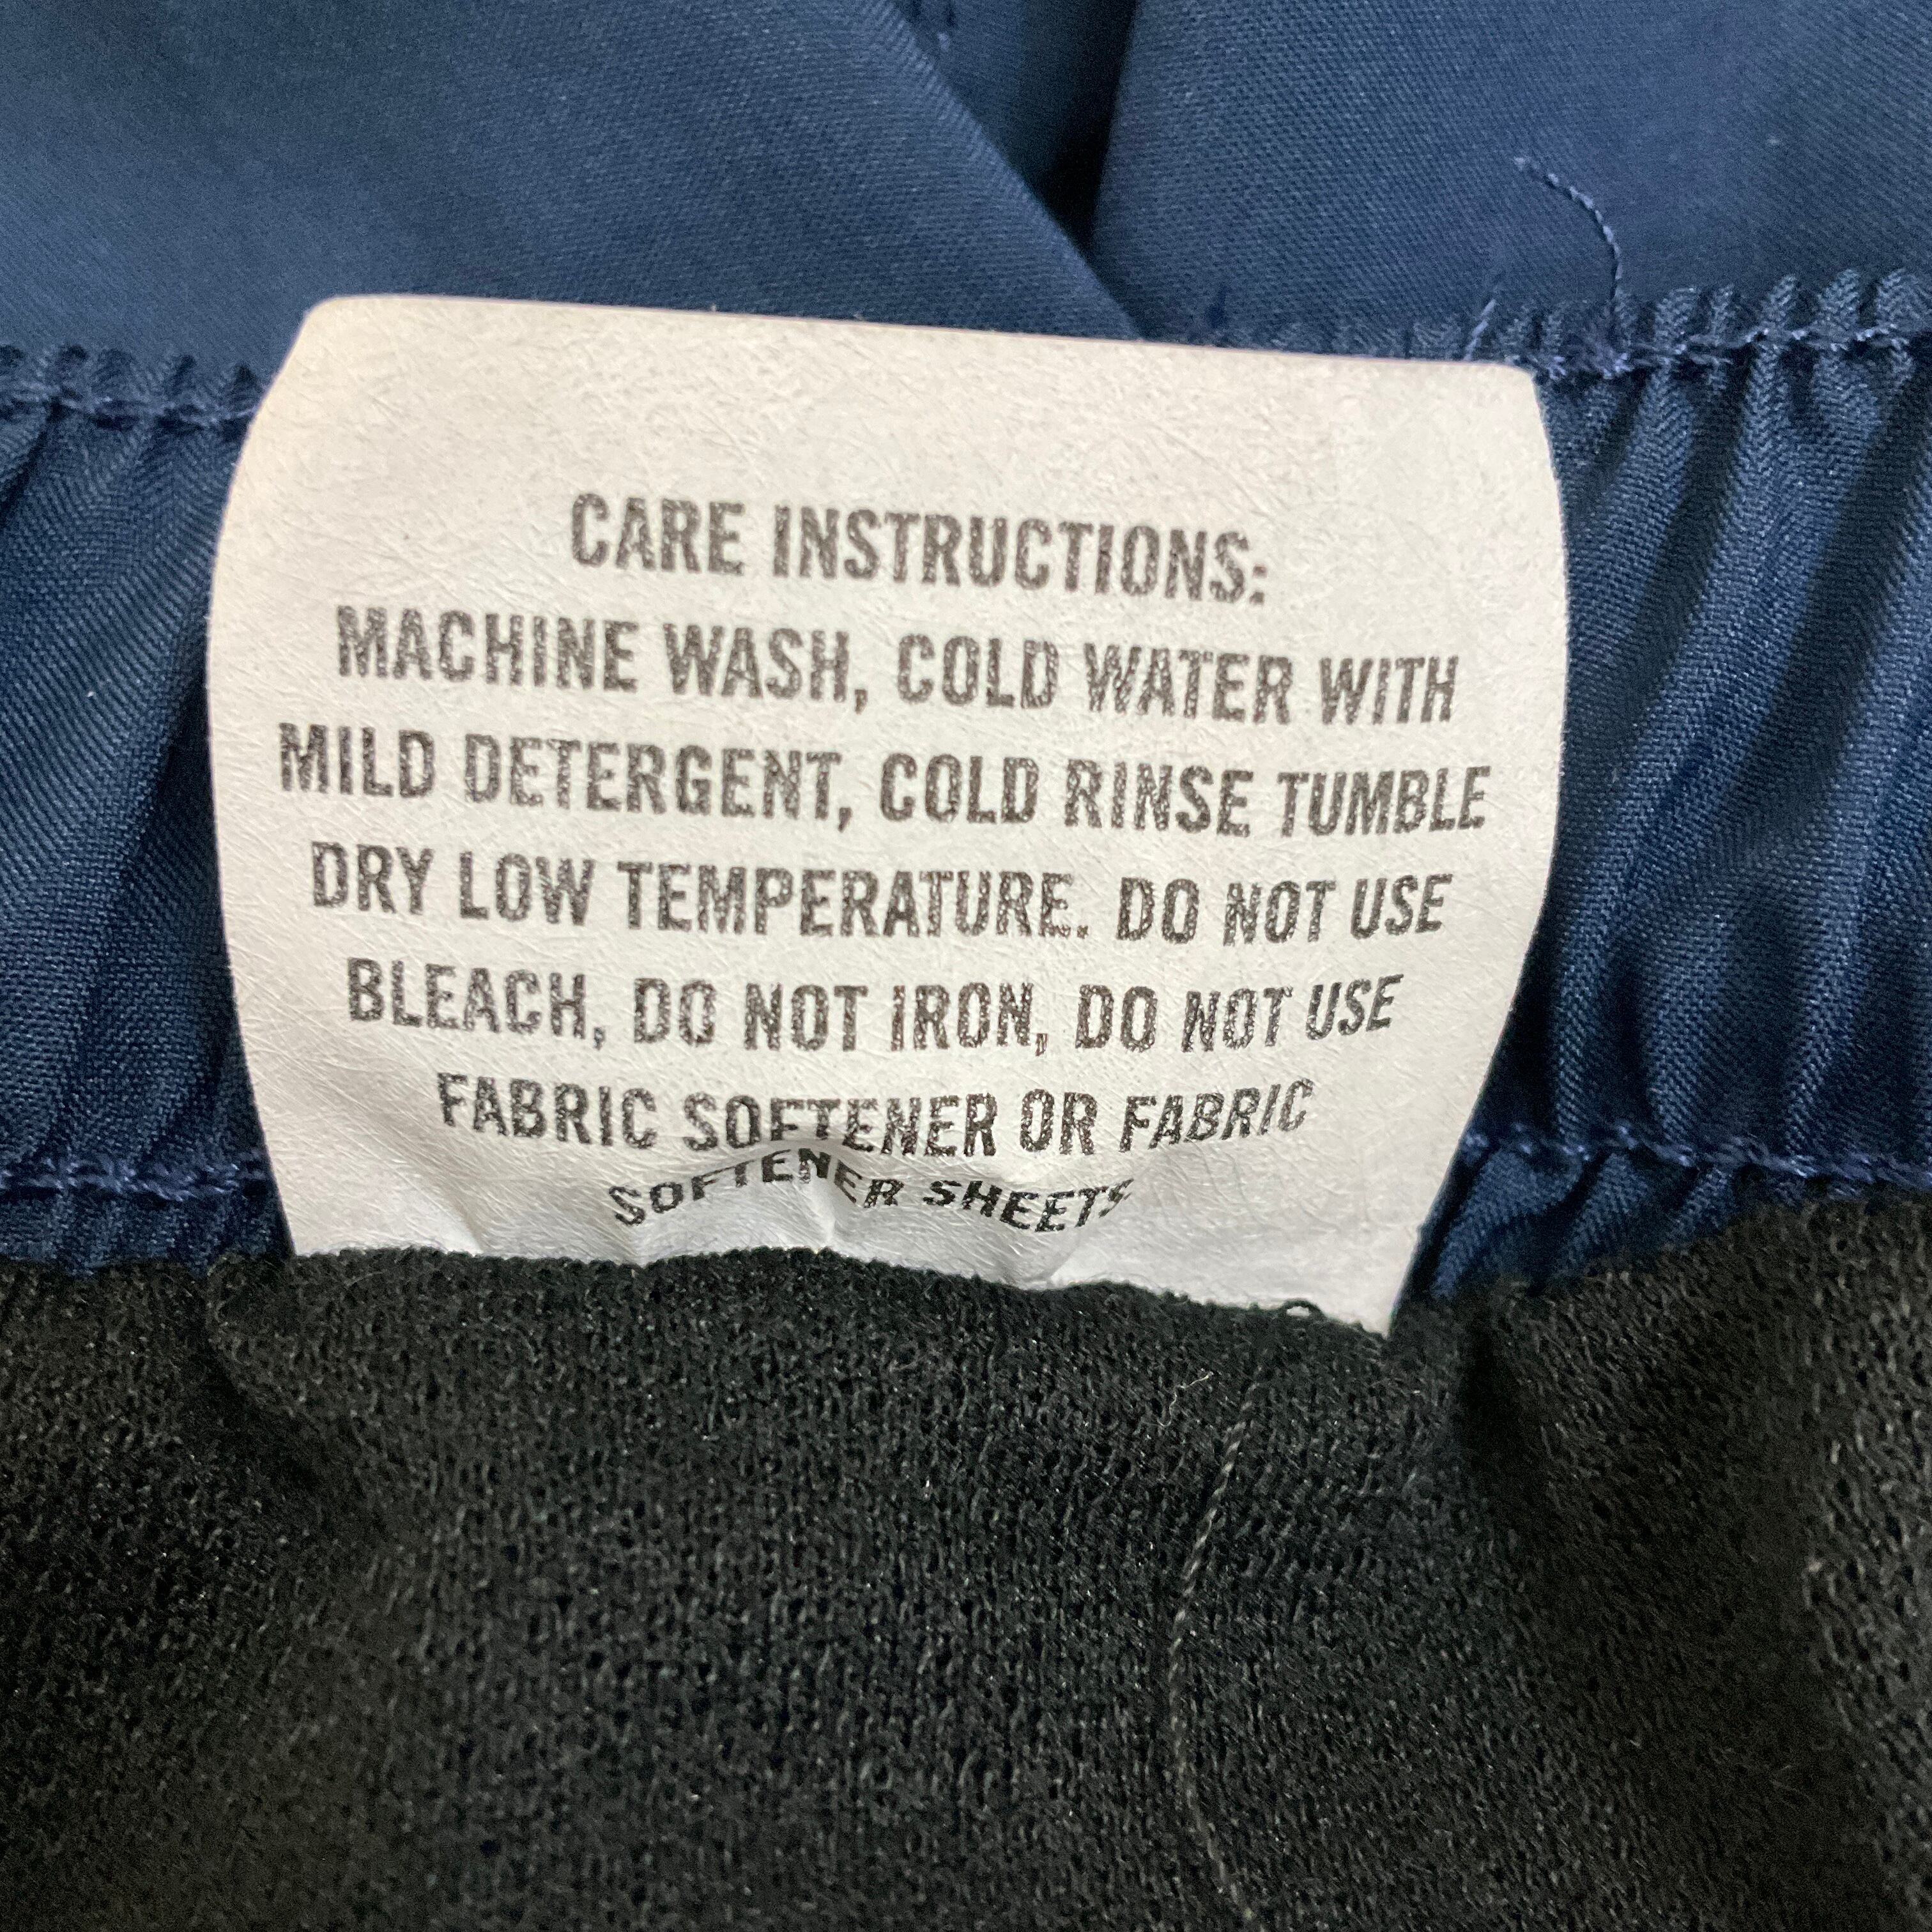 CARE INSTRUCTIONS:
MACHINE WASH, COLD WATER WITH
MILD DETERGENT, COLD RINSE TUMBLE
DRY LOW TEMPERATURE. DO NOT USE
BLEACH, DO NOT IRON, DO NOT USE
FABRIC SOFTENER OR FABRIC
SOFTENER SHEETS